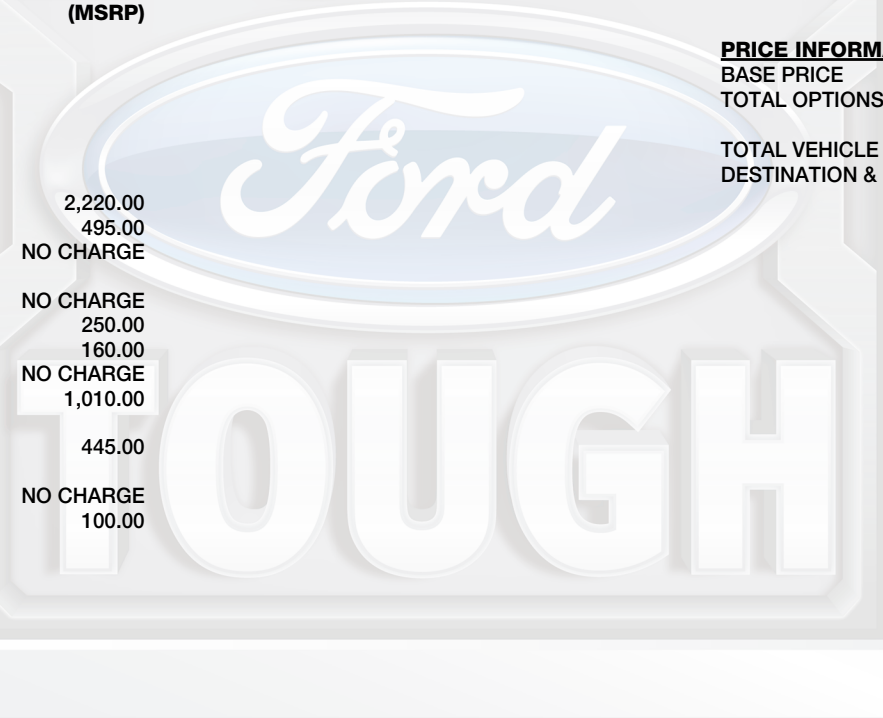 (MSRP)
2,220.00
495.00
NO CHARGE
NO CHARGE
250.00
160.00
NO CHARGE
1,010.00
445.00
NO CHARGE
100.00
PRICE INFORMA
BASE PRICE
TOTAL OPTIONS
TOTAL VEHICLE
DESTINATION &
Ford
TOUGH